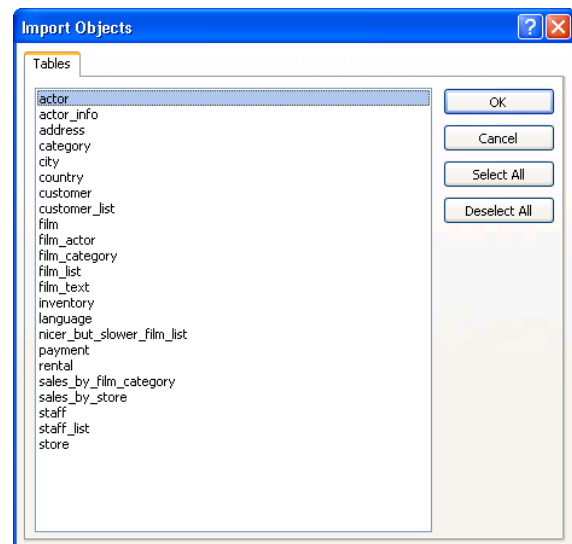 Import Objects
Tables
actor
actor_info
address
category
city
country
customer
customer_list
film
film_actor
film_category
film_list
film_text
inventory
language
nicer_but_slower_film_list
payment
rental
sales_by_film_category
sales_by_store
staff
staff_list
store
OK
Cancel
Select All
Deselect All